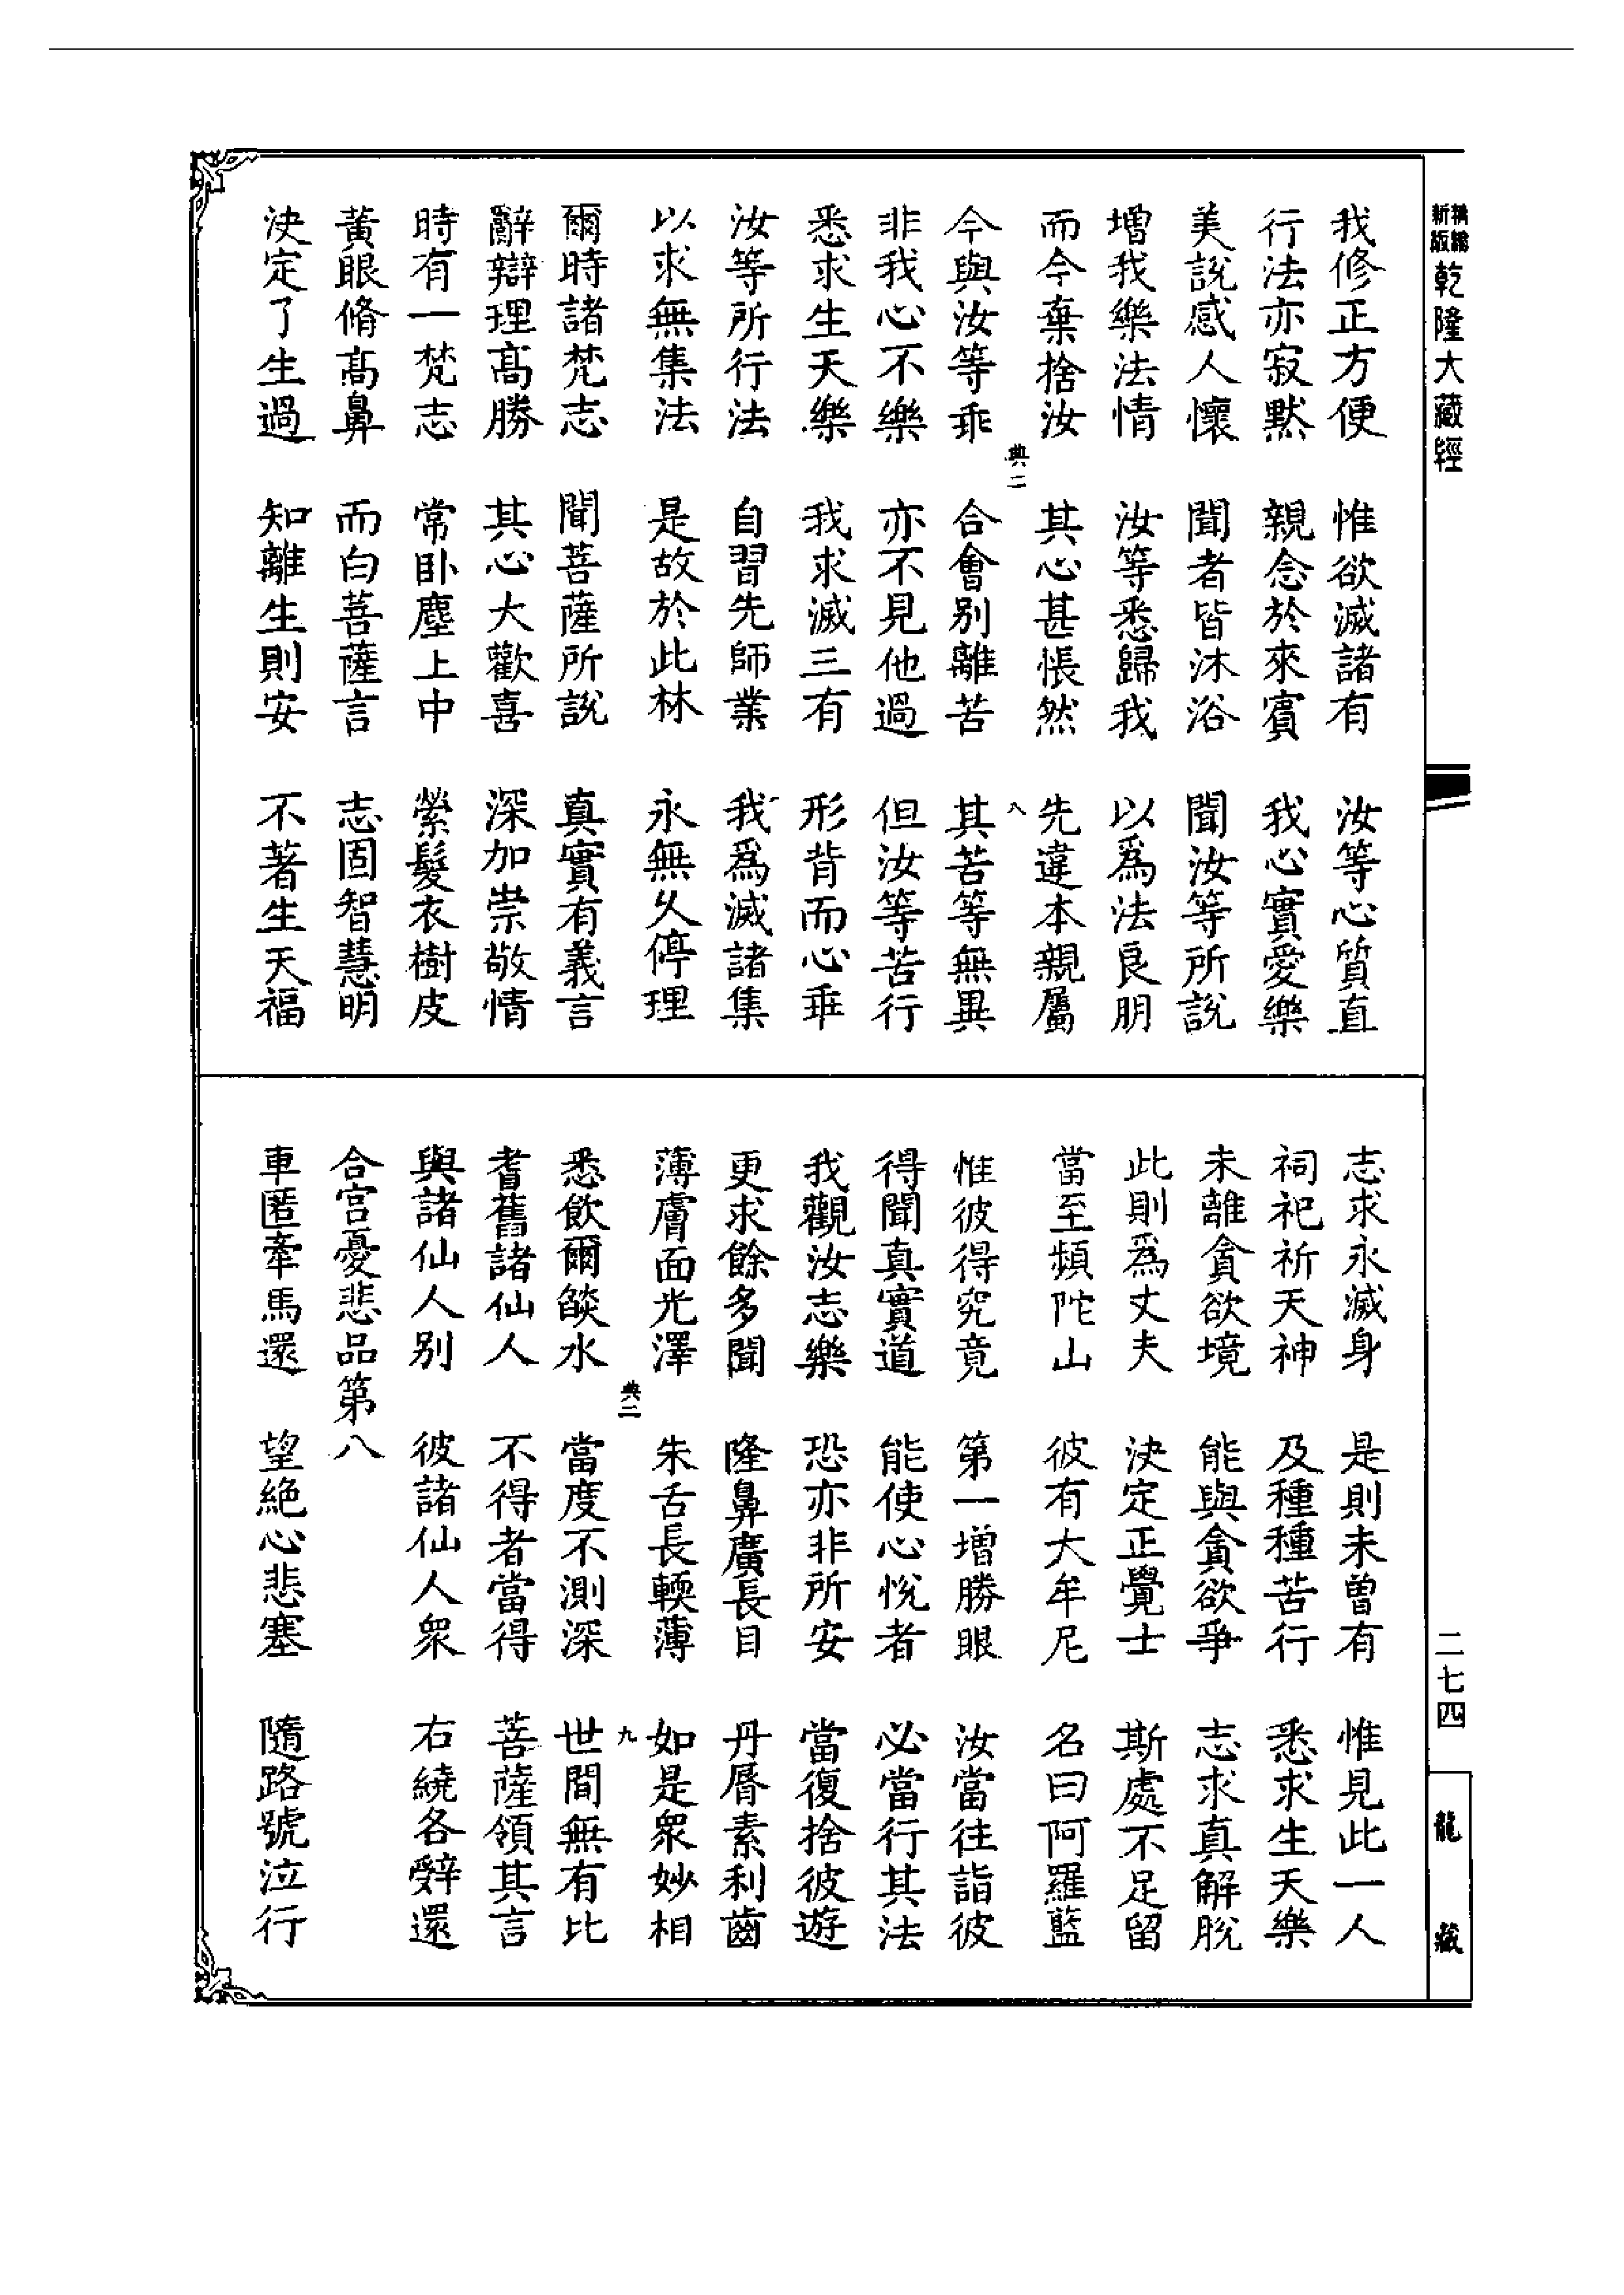 新編縮版乾隆大藏經
二七四
龍藏
我修正方便 惟欲滅諸有 汝等心質直
行法亦寂默 親念於來賓 我心實愛樂
美說感人懷 聞者皆沐浴 聞汝等所說
增我樂法情 汝等悉歸我 以為法良朋
而今棄捨汝 其心甚悵然 先違本親屬
典二 八
今與汝等乖 合會別離苦 其苦等無異
非我心不樂 亦不見他過 但汝等苦行
悉求生天樂 我求滅三有 形背而心乖
汝等所行法 自習先師業 我為滅諸集
以求無集法 是故於此林 永無久停理
爾時諸梵志 聞菩薩所說 真實有義言
辭辯理高勝 其心大歡喜 深加崇敬情
時有一梵志 常臥塵上中 縈髮衣樹皮
黃眼脩高鼻 而白菩薩言 志固智慧明
決定了生過 知離生則安 不著生天福
志求永滅身 是則未曾有 惟見此一人
祠祀祈天神 及種種苦行 悉求生天樂
未離貪欲境 能與貪欲爭 志求真解脫
此則為丈夫 決定正覺士 斯處不足留
當至頻陀山 彼有大牟尼 名曰阿羅藍
惟彼得究竟 第一增勝眼 汝當往詣彼
得聞真實道 能使心悅者 必當行其法
我觀汝志樂 恐亦非所安 當復捨彼遊
更求餘多聞 隆鼻廣長目 丹脣素利齒
薄膚面光澤 朱舌長輭薄 如是眾妙相
典二 九
悉飲爾燄水 當度不測深 世間無有比
耆舊諸仙人 不得者當得 菩薩領其言
與諸仙人別 彼諸仙人眾 右繞各辭還
合宮憂悲品第八
車匿牽馬還 望絕心悲塞 隨路號泣行